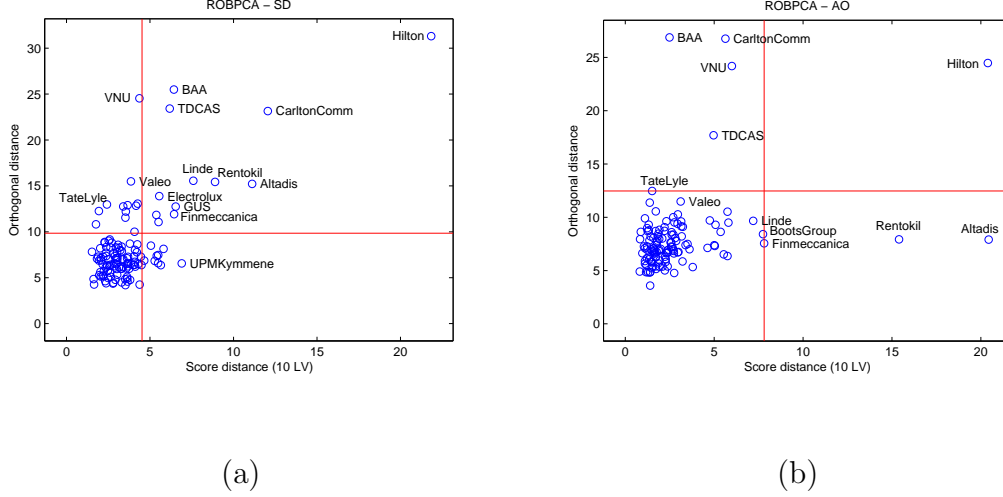 ROBPCA − SD
Hilton
BAA
VNU
TDCAS
CarltonComm
Linde
Rentokil
Valeo
Altadis
TateLyle
Electrolux
GUS
Finmeccanica
UPMKymmene
30
25
20
15
10
5
0
0 5 10 15 20
Score distance (10 LV)
Orthogonal distance
(a)
ROBPCA − AO
BAA
CarltonComm
VNU
Hilton
TDCAS
TateLyle
Valeo
Linde
BootsGroup
Finmeccanica
Rentokil
Altadis
25
20
15
10
5
0
0 5 10 15 20
Score distance (10 LV)
Orthogonal distance
(b)